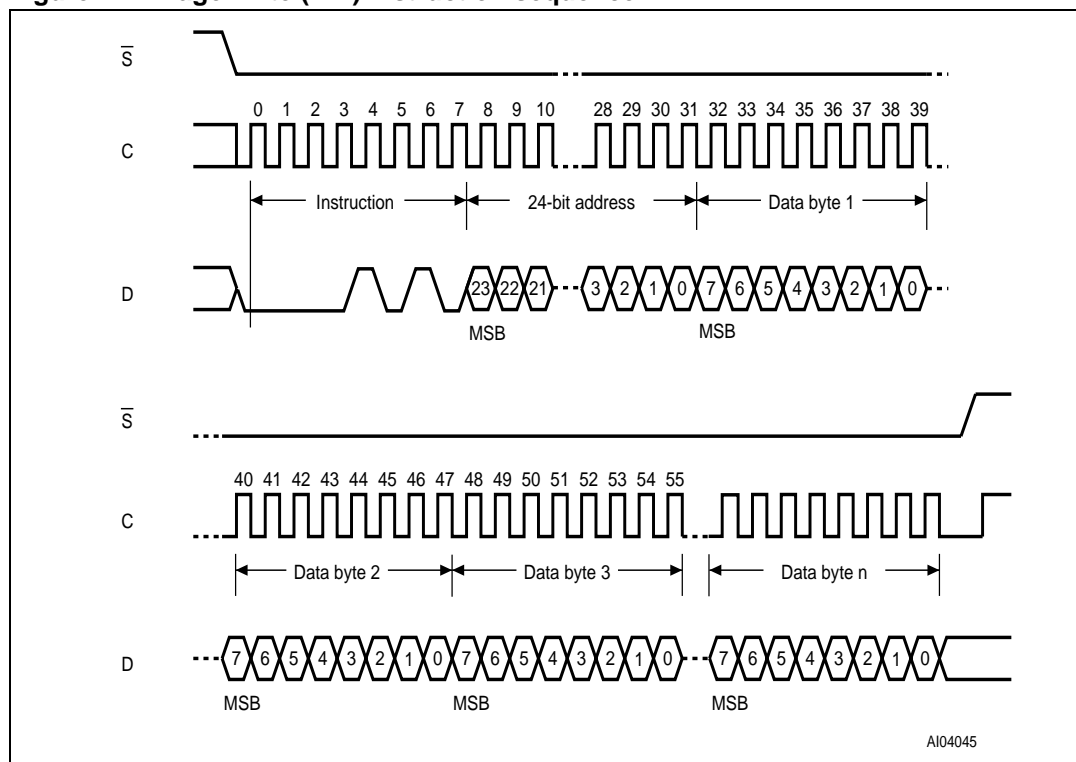 S
0 1 2 3 4 5 6 7 8 9 10 28 29 30 31 32 33 34 35 36 37 38 39
C
Instruction 24-bit address Data byte 1
D 23 22 21 3 2 1 0 7 6 5 4 3 2 1 0
MSB MSB
S
40 41 42 43 44 45 46 47 48 49 50 51 52 53 54 55
C
Data byte 2 Data byte 3 Data byte n
D 7 6 5 4 3 2 1 0 7 6 5 4 3 2 1 0 7 6 5 4 3 2 1 0
MSB MSB MSB
AI04045